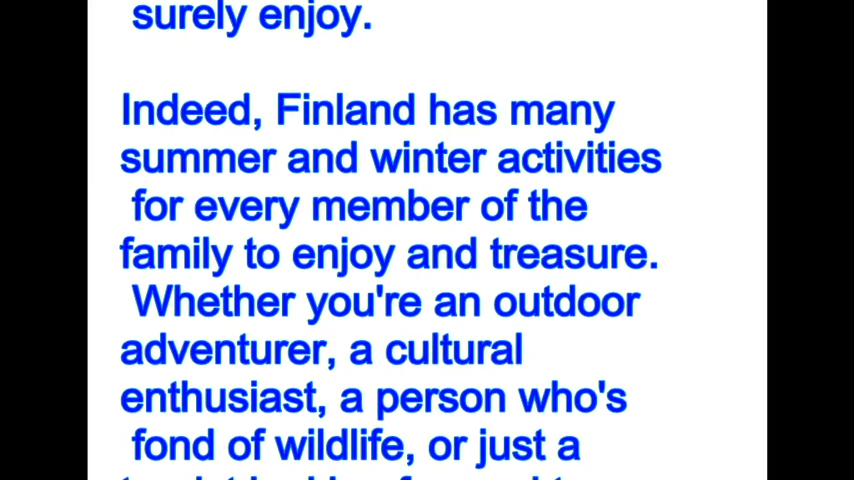 surely enjoy.
Indeed, Finland has many
summer and winter activities
for every member of the
family to enjoy and treasure.
Whether you're an outdoor
adventurer, a cultural
enthusiast, a person who's
fond of wildlife, or just a